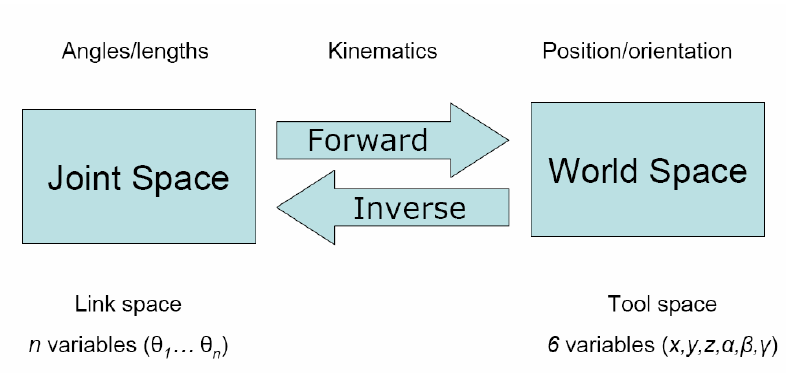 Angles/lengths Kinematics Position/orientation
Joint Space
Forward
Inverse
World Space
Link space Tool space
n variables (θ1… θn) 6 variables (x,y,z,α,β,γ)